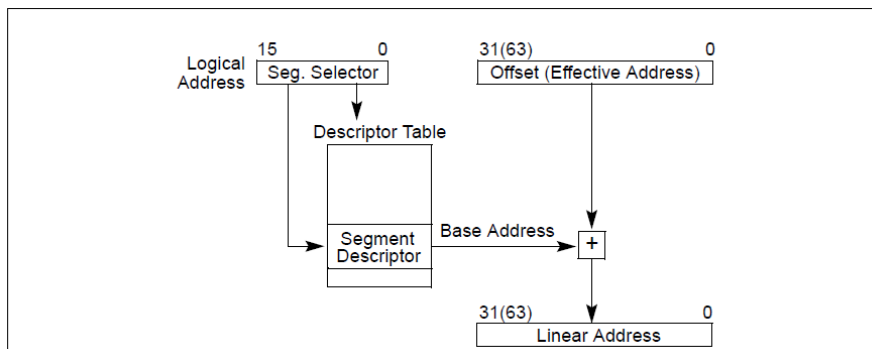 15 0
31(63) 0
Logical
Address
Seg. Selector
Offset (Effective Address)
Descriptor Table
Base Address
Segment
Descriptor
+
31(63) 0
Linear Address